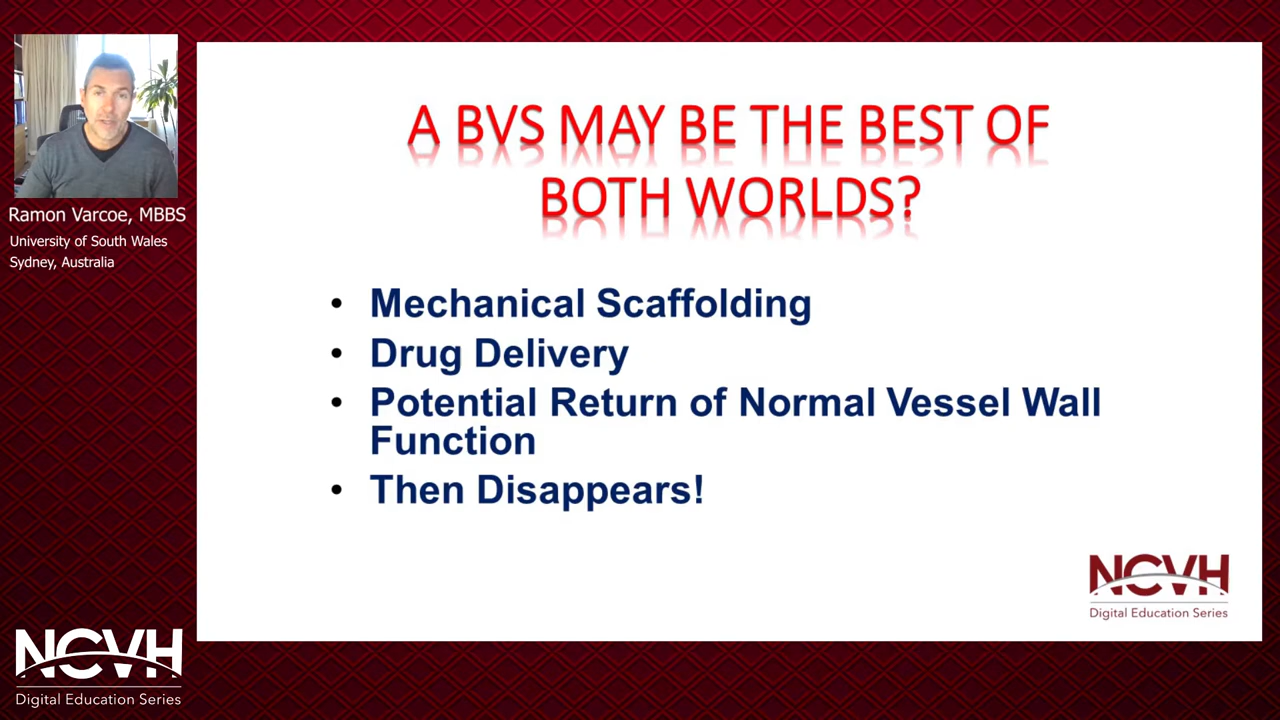 Ramon Varcoe, MBBS
University of South Wales
Sydney, Australia
A BVS MAY BE THE BEST OF
BOTH WORLDS?
• Mechanical Scaffolding
• Drug Delivery
• Potential Return of Normal Vessel Wall
Function
• Then Disappears!
NCVH
Digital Education Series
NCVH
Digital Education Series